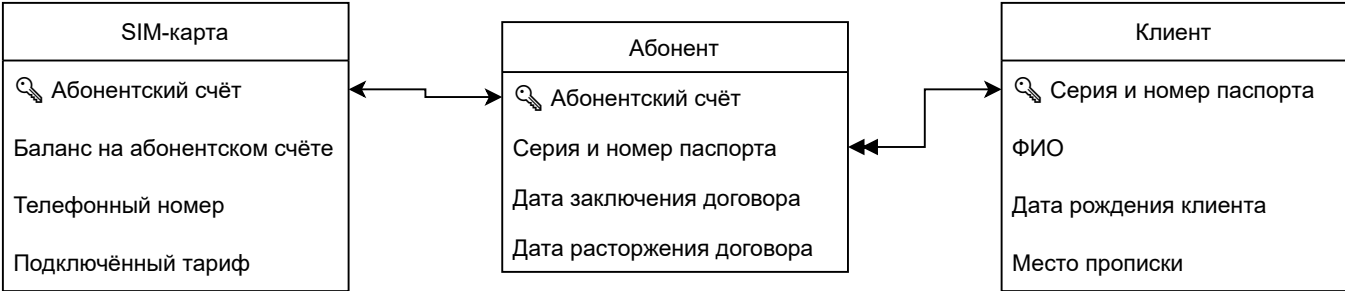 SIM-карта
🔑 Абонентский счёт
Баланс на абонентском счёте
Телефонный номер
Подключённый тариф
Абонент
🔑 Абонентский счёт
Серия и номер паспорта
Дата заключения договора
Дата расторжения договора
Клиент
🔑 Серия и номер паспорта
ФИО
Дата рождения клиента
Место прописки